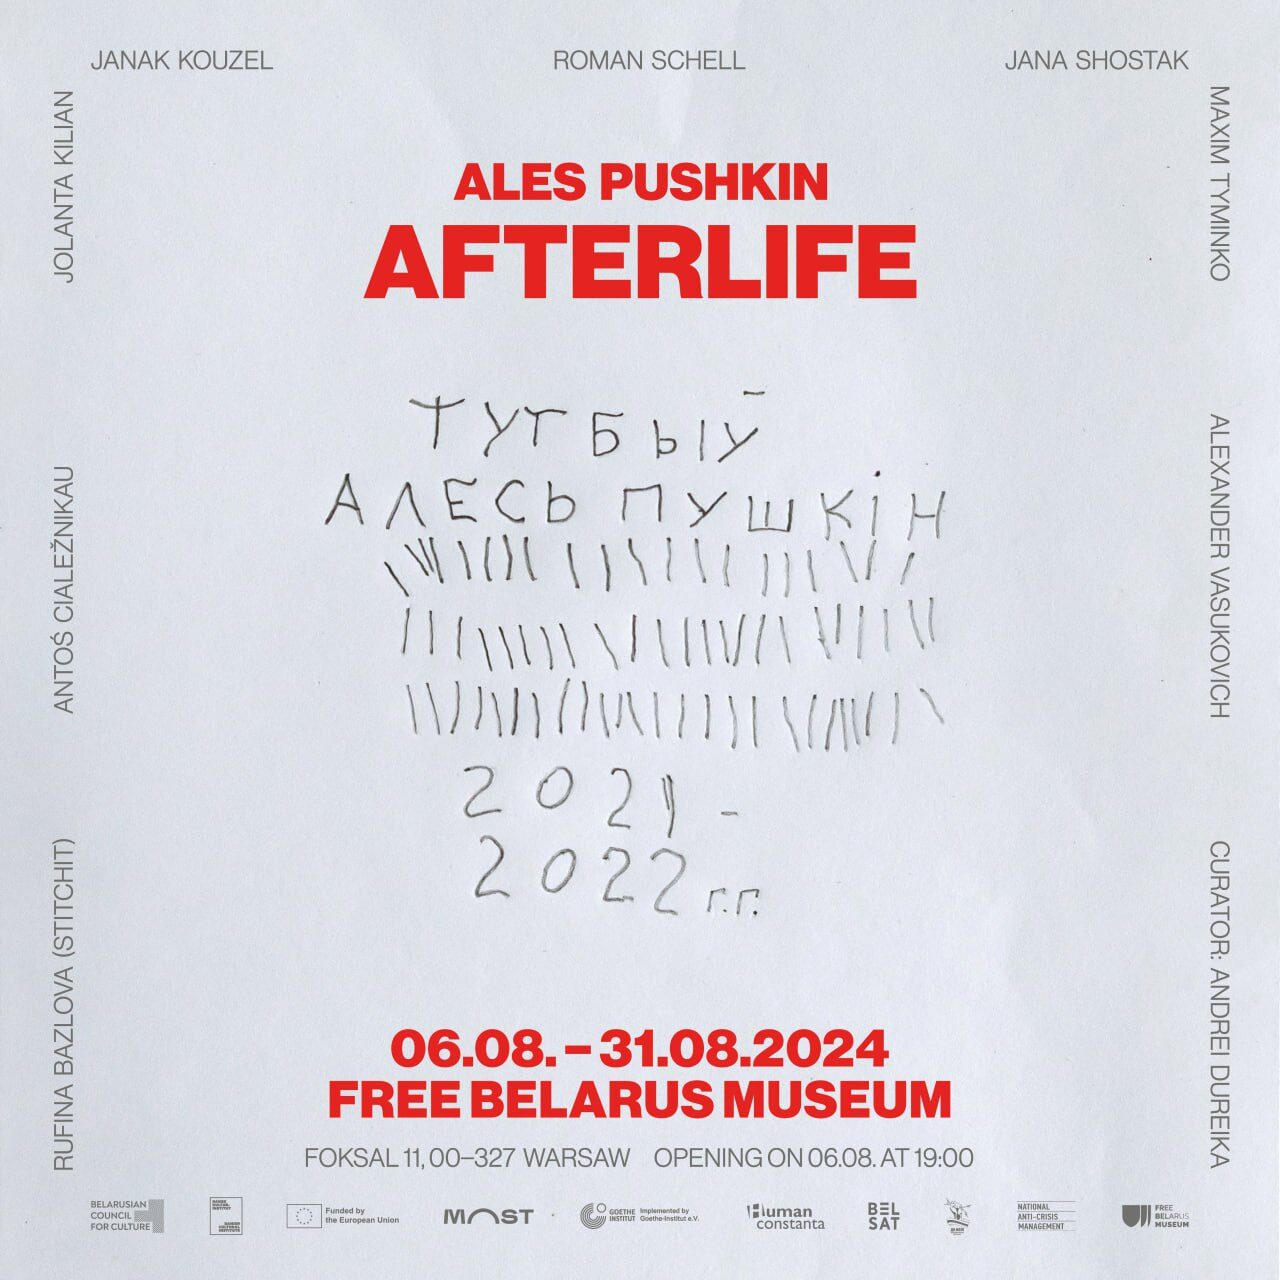 JANAK KOUZEL
ROMAN SCHELL
JANA SHOSTAK
JOLANTA KILIAN
MAXIM TYMINKO
ALES PUSHKIN
AFTERLIFE
ТУТ БЫЎ
АЛЕСЬ ПУШКІН
2021-
2022 г.г.
ANTOŚ CIALEŽNIKAU
ALEXANDER VASUKOVICH
RUFINA BAZLOVA (STITCHIT)
CURATOR: ANDREI DUREIKA
06.08. – 31.08.2024
FREE BELARUS MUSEUM
FOKSAL 11, 00–327 WARSAW OPENING ON 06.08. AT 19:00
BELARUSIAN
COUNCIL
FOR CULTURE
DANISH
CULTURAL
INSTITUTE
Funded by
the European Union
MOST
GOETHE
INSTITUT
Implemented by
Goethe-Institut e.V.
Human
constanta
BEL
SAT
NATIONAL
ANTI-CRISIS
MANAGEMENT
FREE
BELARUS
MUSEUM